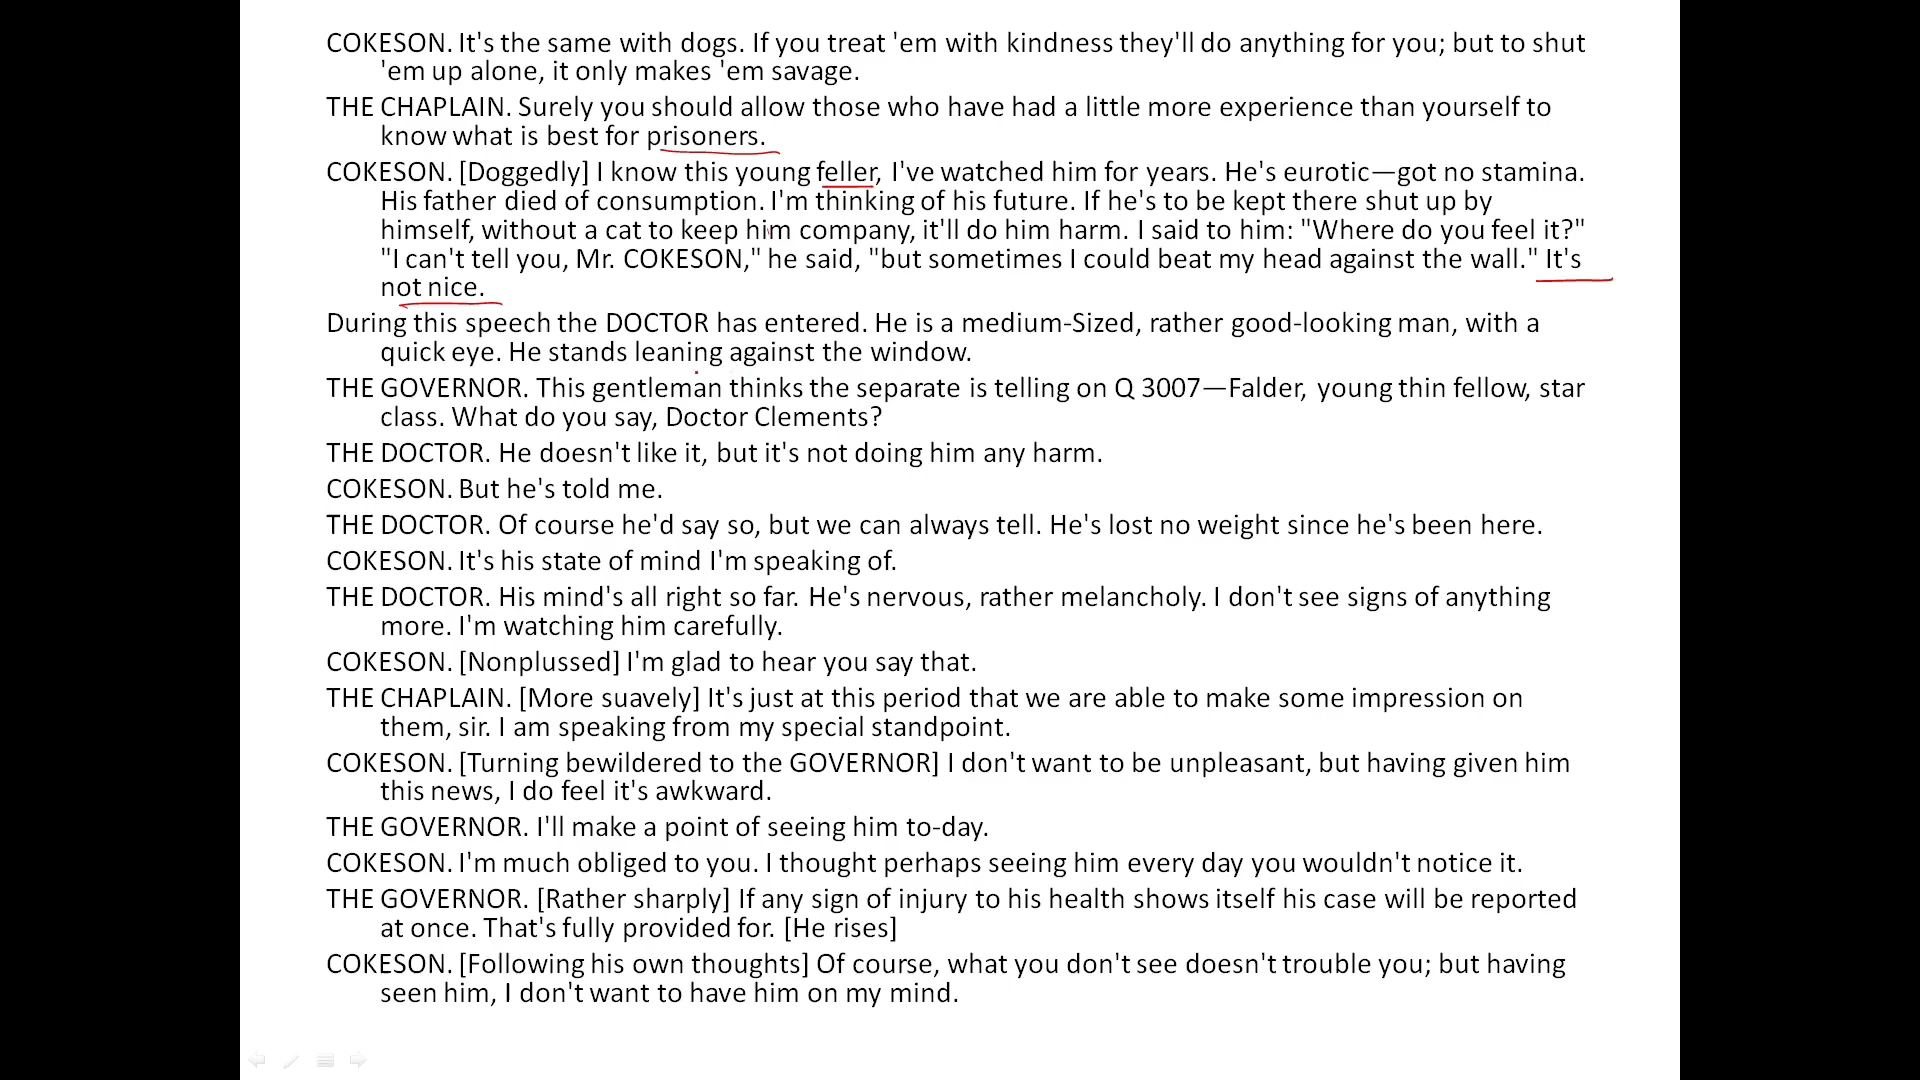 COKESON. It's the same with dogs. If you treat 'em with kindness they'll do anything for you; but to shut
'em up alone, it only makes 'em savage.
THE CHAPLAIN. Surely you should allow those who have had a little more experience than yourself to
know what is best for prisoners.
COKESON. [Doggedly] I know this young feller, I've watched him for years. He's eurotic—got no stamina.
His father died of consumption. I'm thinking of his future. If he's to be kept there shut up by
himself, without a cat to keep him company, it'll do him harm. I said to him: "Where do you feel it?"
"I can't tell you, Mr. COKESON," he said, "but sometimes I could beat my head against the wall." It's
not nice.
During this speech the DOCTOR has entered. He is a medium-Sized, rather good-looking man, with a
quick eye. He stands leaning against the window.
THE GOVERNOR. This gentleman thinks the separate is telling on Q 3007—Falder, young thin fellow, star
class. What do you say, Doctor Clements?
THE DOCTOR. He doesn't like it, but it's not doing him any harm.
COKESON. But he's told me.
THE DOCTOR. Of course he'd say so, but we can always tell. He's lost no weight since he's been here.
COKESON. It's his state of mind I'm speaking of.
THE DOCTOR. His mind's all right so far. He's nervous, rather melancholy. I don't see signs of anything
more. I'm watching him carefully.
COKESON. [Nonplussed] I'm glad to hear you say that.
THE CHAPLAIN. [More suavely] It's just at this period that we are able to make some impression on
them, sir. I am speaking from my special standpoint.
COKESON. [Turning bewildered to the GOVERNOR] I don't want to be unpleasant, but having given him
this news, I do feel it's awkward.
THE GOVERNOR. I'll make a point of seeing him to-day.
COKESON. I'm much obliged to you. I thought perhaps seeing him every day you wouldn't notice it.
THE GOVERNOR. [Rather sharply] If any sign of injury to his health shows itself his case will be reported
at once. That's fully provided for. [He rises]
COKESON. [Following his own thoughts] Of course, what you don't see doesn't trouble you; but having
seen him, I don't want to have him on my mind.